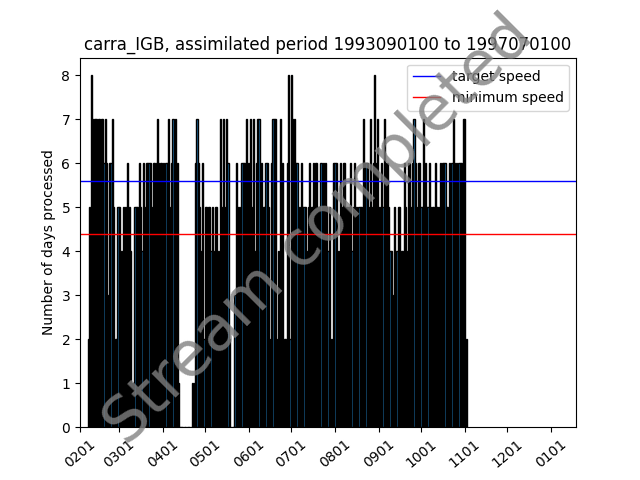 carra_IGB, assimilated period 1993090100 to 1997070100
target speed
minimum speed
Stream completed
Number of days processed
8
7
6
5
4
3
2
1
0
0201 0301 0401 0501 0601 0701 0801 0901 1001 1101 1201 0101